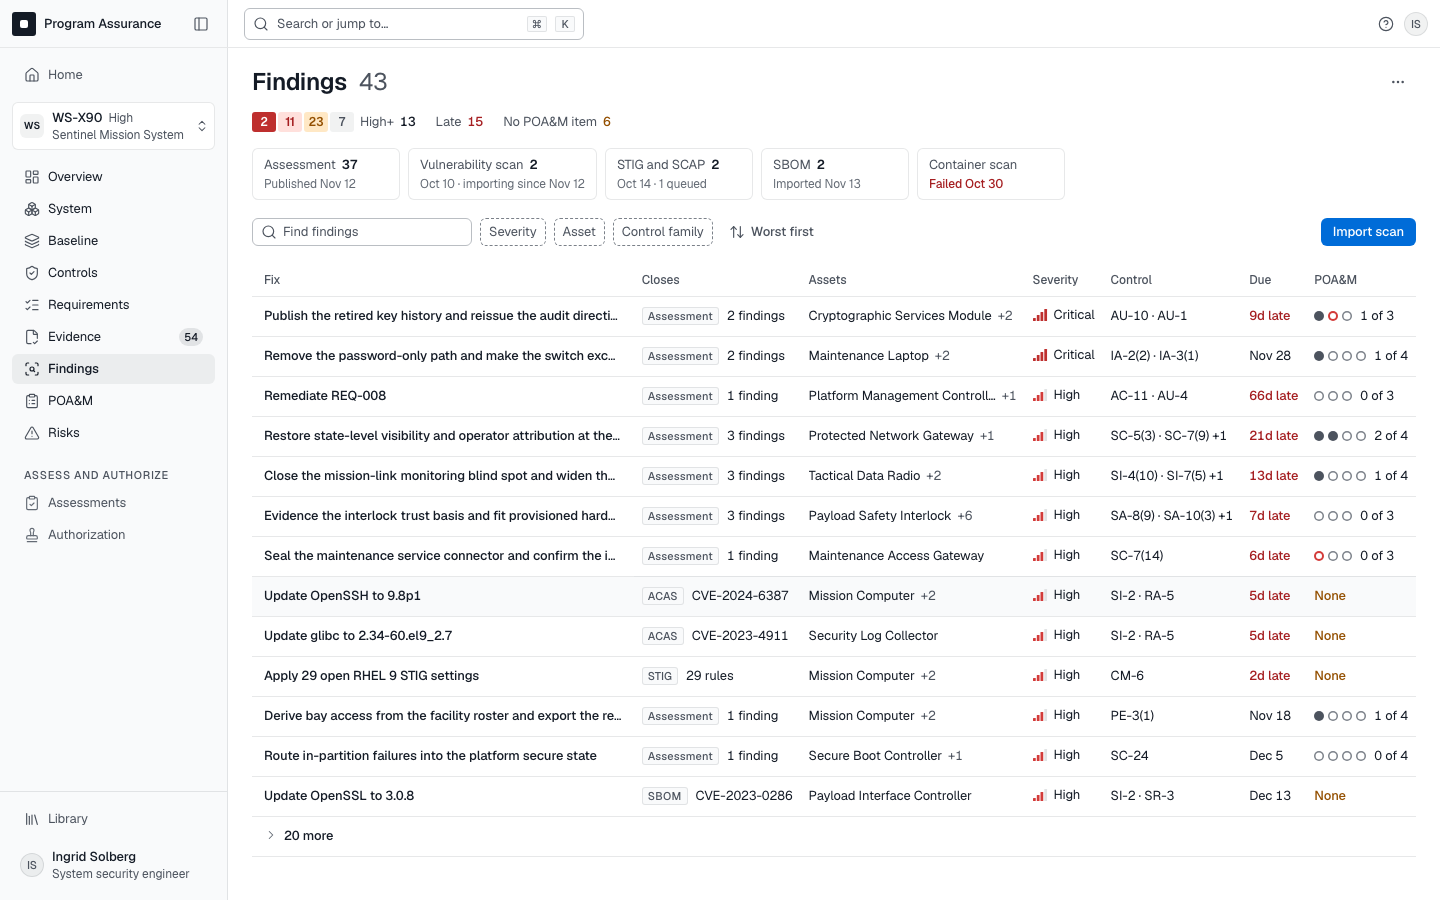 Program Assurance
Search or jump to...
⌘ K
IS
Home
WS
WS-X90 High
Sentinel Mission System
Overview
System
Baseline
Controls
Requirements
Evidence 54
Findings
POA&M
Risks
ASSESS AND AUTHORIZE
Assessments
Authorization
Library
IS
Ingrid Solberg
System security engineer
Findings 43
2 11 23 7 High+ 13 Late 15 No POA&M item 6
Assessment 37
Published Nov 12
Vulnerability scan 2
Oct 10 · importing since Nov 12
STIG and SCAP 2
Oct 14 · 1 queued
SBOM 2
Imported Nov 13
Container scan
Failed Oct 30
Find findings
Severity
Asset
Control family
Worst first
Import scan
Fix Closes Assets Severity Control Due POA&M
Publish the retired key history and reissue the audit directi... Assessment 2 findings Cryptographic Services Module +2 Critical AU-10 · AU-1 9d late 1 of 3
Remove the password-only path and make the switch exc... Assessment 2 findings Maintenance Laptop +2 Critical IA-2(2) · IA-3(1) Nov 28 1 of 4
Remediate REQ-008 Assessment 1 finding Platform Management Controll... +1 High AC-11 · AU-4 66d late 0 of 3
Restore state-level visibility and operator attribution at the... Assessment 3 findings Protected Network Gateway +1 High SC-5(3) · SC-7(9) +1 21d late 2 of 4
Close the mission-link monitoring blind spot and widen th... Assessment 3 findings Tactical Data Radio +2 High SI-4(10) · SI-7(5) +1 13d late 1 of 4
Evidence the interlock trust basis and fit provisioned hard... Assessment 3 findings Payload Safety Interlock +6 High SA-8(9) · SA-10(3) +1 7d late 0 of 3
Seal the maintenance service connector and confirm the i... Assessment 1 finding Maintenance Access Gateway High SC-7(14) 6d late 0 of 3
Update OpenSSH to 9.8p1 ACAS CVE-2024-6387 Mission Computer +2 High SI-2 · RA-5 5d late None
Update glibc to 2.34-60.el9_2.7 ACAS CVE-2023-4911 Security Log Collector High SI-2 · RA-5 5d late None
Apply 29 open RHEL 9 STIG settings STIG 29 rules Mission Computer +2 High CM-6 2d late None
Derive bay access from the facility roster and export the re... Assessment 1 finding Mission Computer +2 High PE-3(1) Nov 18 1 of 4
Route in-partition failures into the platform secure state Assessment 1 finding Secure Boot Controller +1 High SC-24 Dec 5 0 of 4
Update OpenSSL to 3.0.8 SBOM CVE-2023-0286 Payload Interface Controller High SI-2 · SR-3 Dec 13 None
20 more